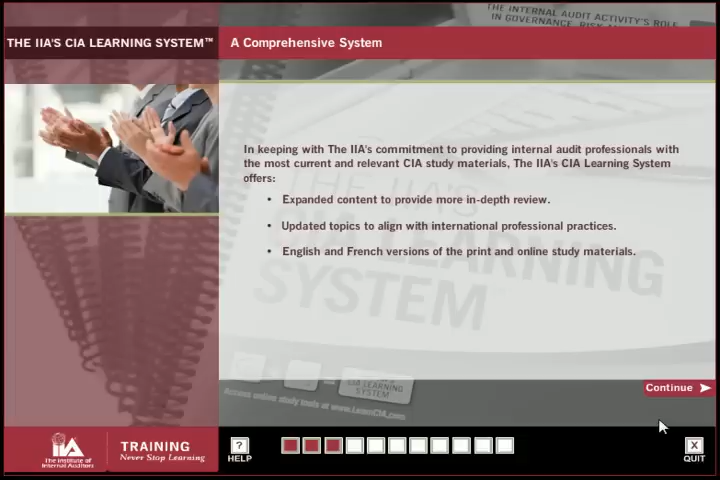 THE INTERNAL AUDIT ACTIVITY'S ROLE
IN GOVERNANCE, RISK
THE IIA'S CIA LEARNING SYSTEM™
A Comprehensive System
In keeping with The IIA's commitment to providing internal audit professionals with
the most current and relevant CIA study materials, The IIA's CIA Learning System
offers:
• Expanded content to provide more in-depth review.
• Updated topics to align with international professional practices.
• English and French versions of the print and online study materials.
THE IIA'S
CIA LEARNING
SYSTEM
LEARNING
SYSTEM
Access online study tools at www.LearnCIA.com
Continue
IIA
The Institute of
Internal Auditors
TRAINING
Never Stop Learning.
?
HELP
X
QUIT